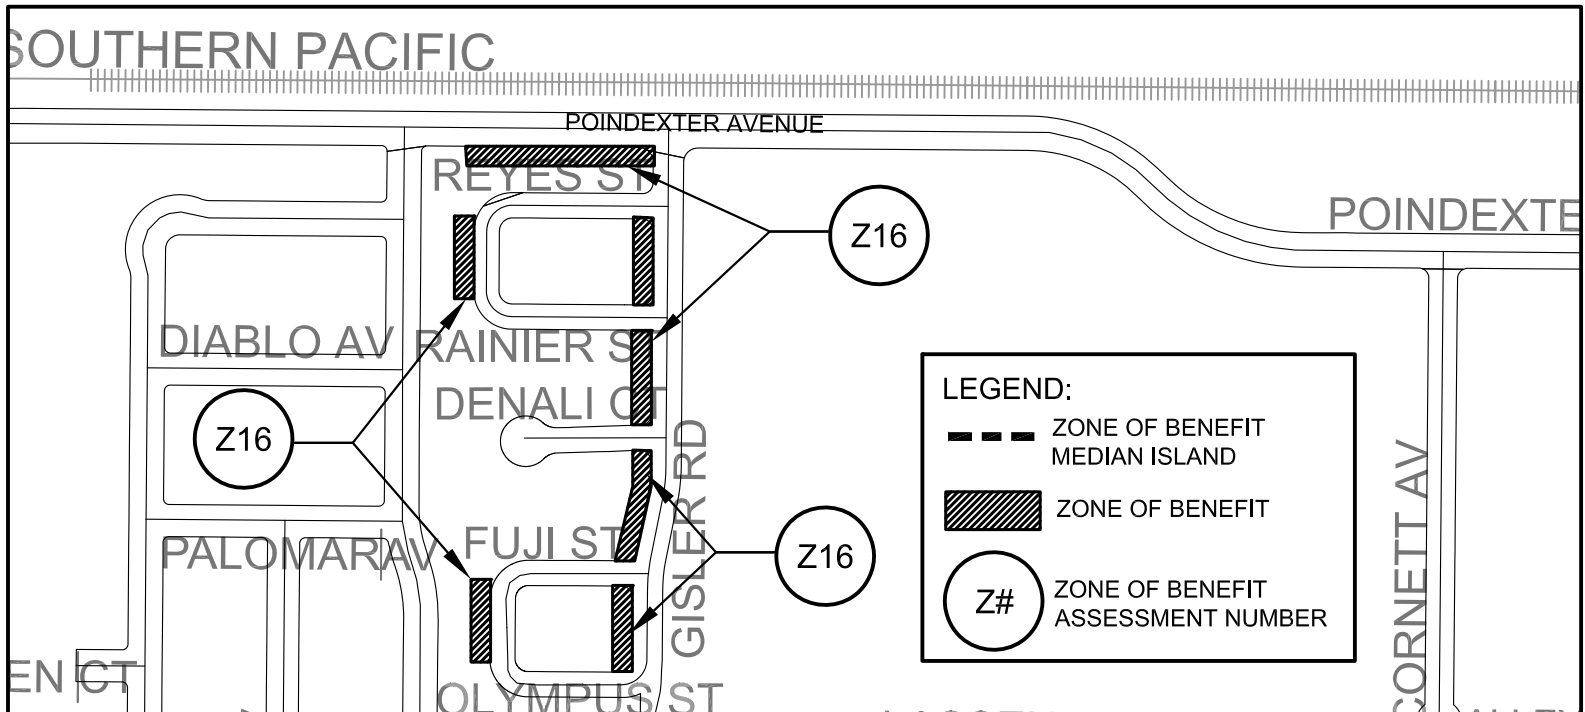 SOUTHERN PACIFIC
POINDEXTER AVENUE
REYES ST
Z16
POINDEXTE
DIABLO AV
RAINIER S
DENALI CT
Z16
GISLER RD
LEGEND:
ZONE OF BENEFIT
MEDIAN ISLAND
ZONE OF BENEFIT
Z#
ZONE OF BENEFIT
ASSESSMENT NUMBER
CORNETT AV
PALOMAR AV
FUJI ST
Z16
EN CT
OLYMPUS ST